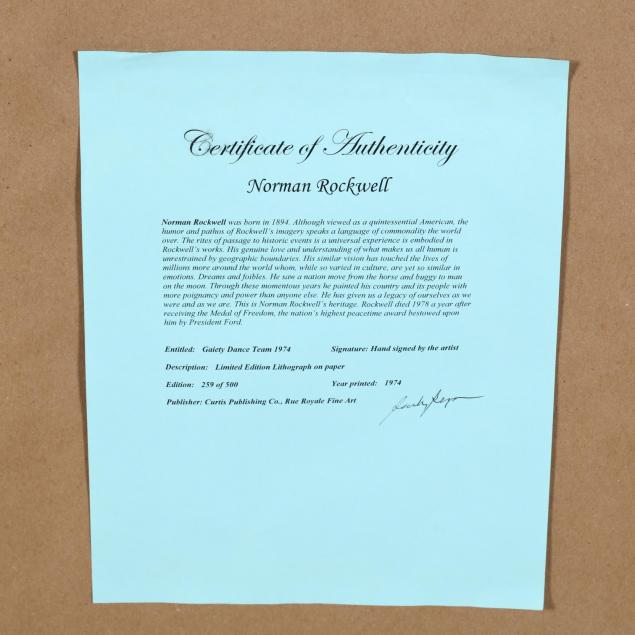 Certificate of Authenticity
Norman Rockwell
Norman Rockwell was born in 1894. Although viewed as a quintessential American, the
humor and pathos of Rockwell's imagery speaks a language of commonality the world
over. The rites of passage to historic events is a universal experience is embodied in
Rockwell's works. His genuine love and understanding of what makes us all human is
unrestrained by geographic boundaries. His similar vision has touched the lives of
millions more around the world whom, while so varied in culture, are yet so similar in
emotions. Dreams and foibles. He saw a nation move from the horse and buggy to man
on the moon. Through these momentous years he painted his country and its people with
more poignancy and power than anyone else. He has given us a legacy of ourselves as we
were and as we are. This is Norman Rockwell's heritage. Rockwell died 1978 a year after
receiving the Medal of Freedom, the nation's highest peacetime award bestowed upon
him by President Ford.
Entitled: Gaiety Dance Team 1974 Signature: Hand signed by the artist
Description: Limited Edition Lithograph on paper
Edition: 259 of 500 Year printed: 1974
Publisher: Curtis Publishing Co., Rue Royale Fine Art